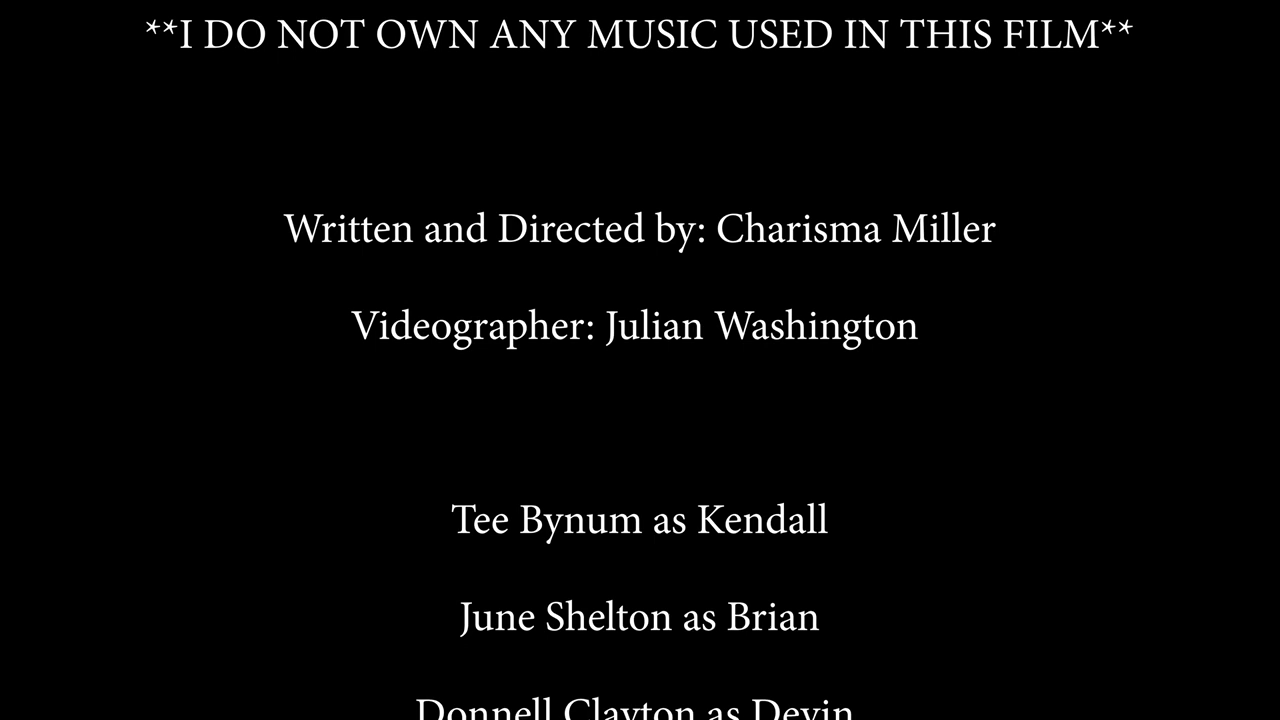 **I DO NOT OWN ANY MUSIC USED IN THIS FILM**
Written and Directed by: Charisma Miller
Videographer: Julian Washington
Tee Bynum as Kendall
June Shelton as Brian
Donnell Clayton as Devin